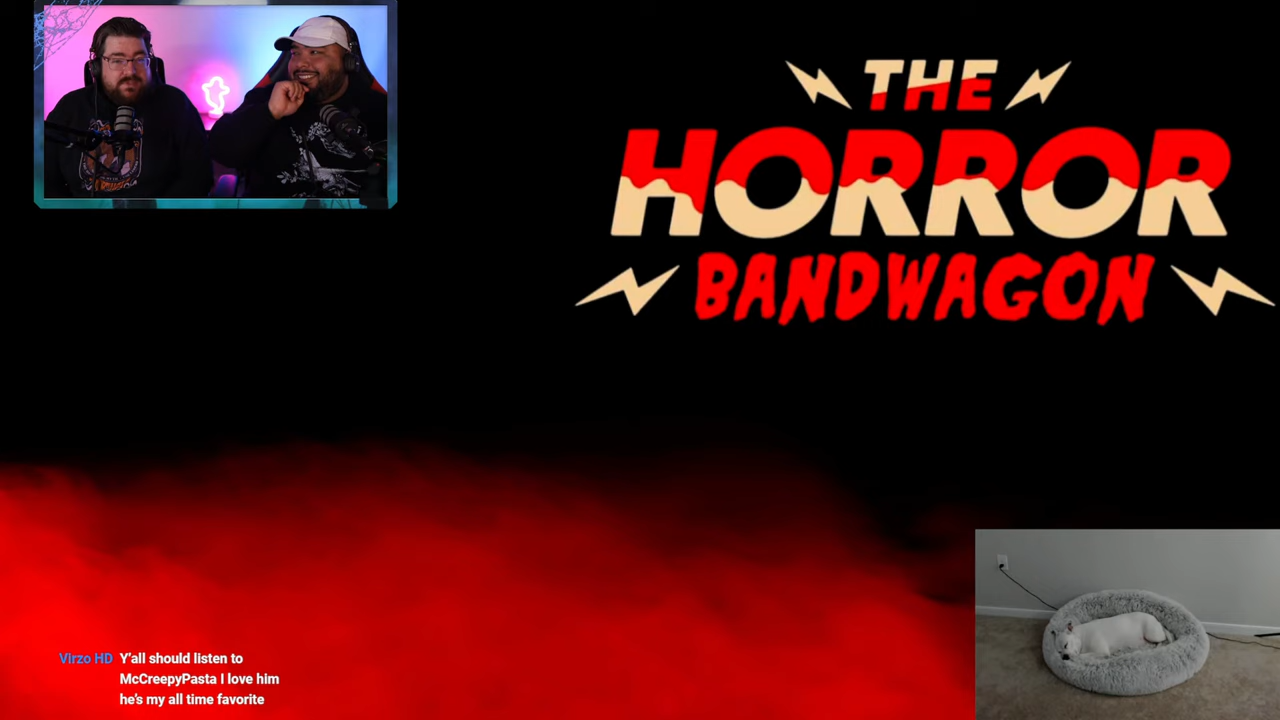 THE
HORROR
BANDWAGON
Virzo HD Y'all should listen to
McCreepyPasta I love him
he's my all time favorite